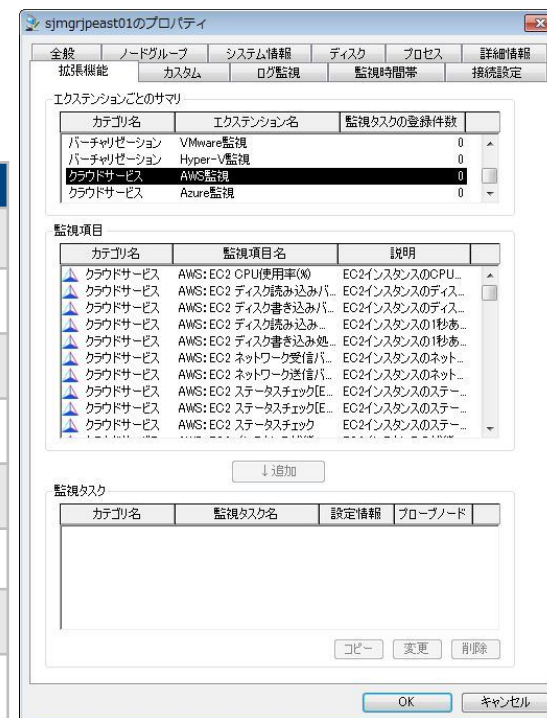 sjmgrjpeast01のプロパティ
全般 ノードグループ システム情報 ディスク プロセス 詳細情報
拡張機能 カスタム ログ監視 監視時間帯 接続設定
エクステンションごとのサマリ
カテゴリ名 エクステンション名 監視タスクの登録件数
バーチャリゼーション VMware監視 0
バーチャリゼーション Hyper-V監視 0
クラウドサービス AWS監視 0
クラウドサービス Azure監視 0
監視項目
カテゴリ名 監視項目名 説明
クラウドサービス AWS:EC2 CPU使用率(%) EC2インスタンスのCPU...
クラウドサービス AWS:EC2 ディスク読み込みバ... EC2インスタンスのディス...
クラウドサービス AWS:EC2 ディスク書き込みバ... EC2インスタンスのディス...
クラウドサービス AWS:EC2 ディスク読み込み... EC2インスタンスの1秒あ...
クラウドサービス AWS:EC2 ディスク書き込み処... EC2インスタンスの1秒あ...
クラウドサービス AWS:EC2 ネットワーク受信バ... EC2インスタンスのネット...
クラウドサービス AWS:EC2 ネットワーク送信バ... EC2インスタンスのネット...
クラウドサービス AWS:EC2 ステータスチェック[E... EC2インスタンスのステー...
クラウドサービス AWS:EC2 ステータスチェック[E... EC2インスタンスのステー...
クラウドサービス AWS:EC2 ステータスチェック EC2インスタンスのステー...
↓追加
監視タスク
カテゴリ名 監視タスク名 設定情報 プローブノード
コピー 変更 削除
OK キャンセル